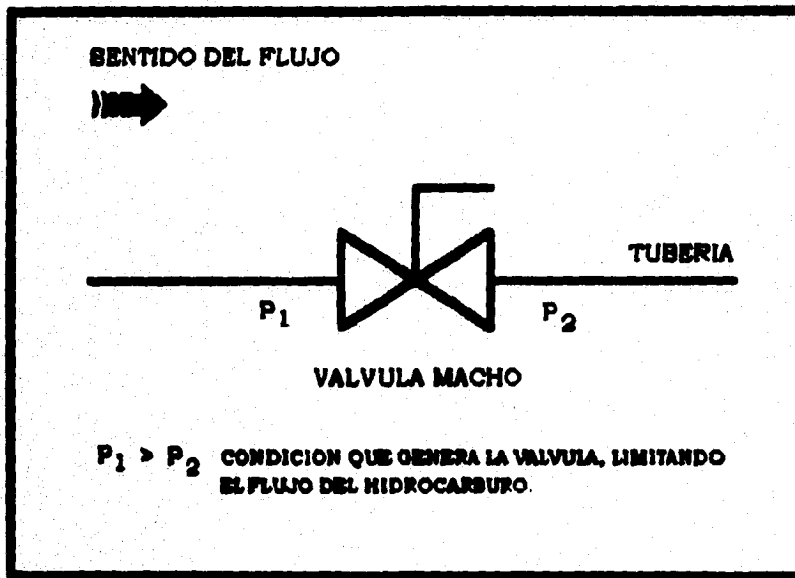 SENTIDO DEL FLUJO
TUBERIA
P1 P2
VALVULA MACHO
P1 > P2 CONDICION QUE GENERA LA VALVULA, LIMITANDO
EL FLUJO DEL HIDROCARBURO.